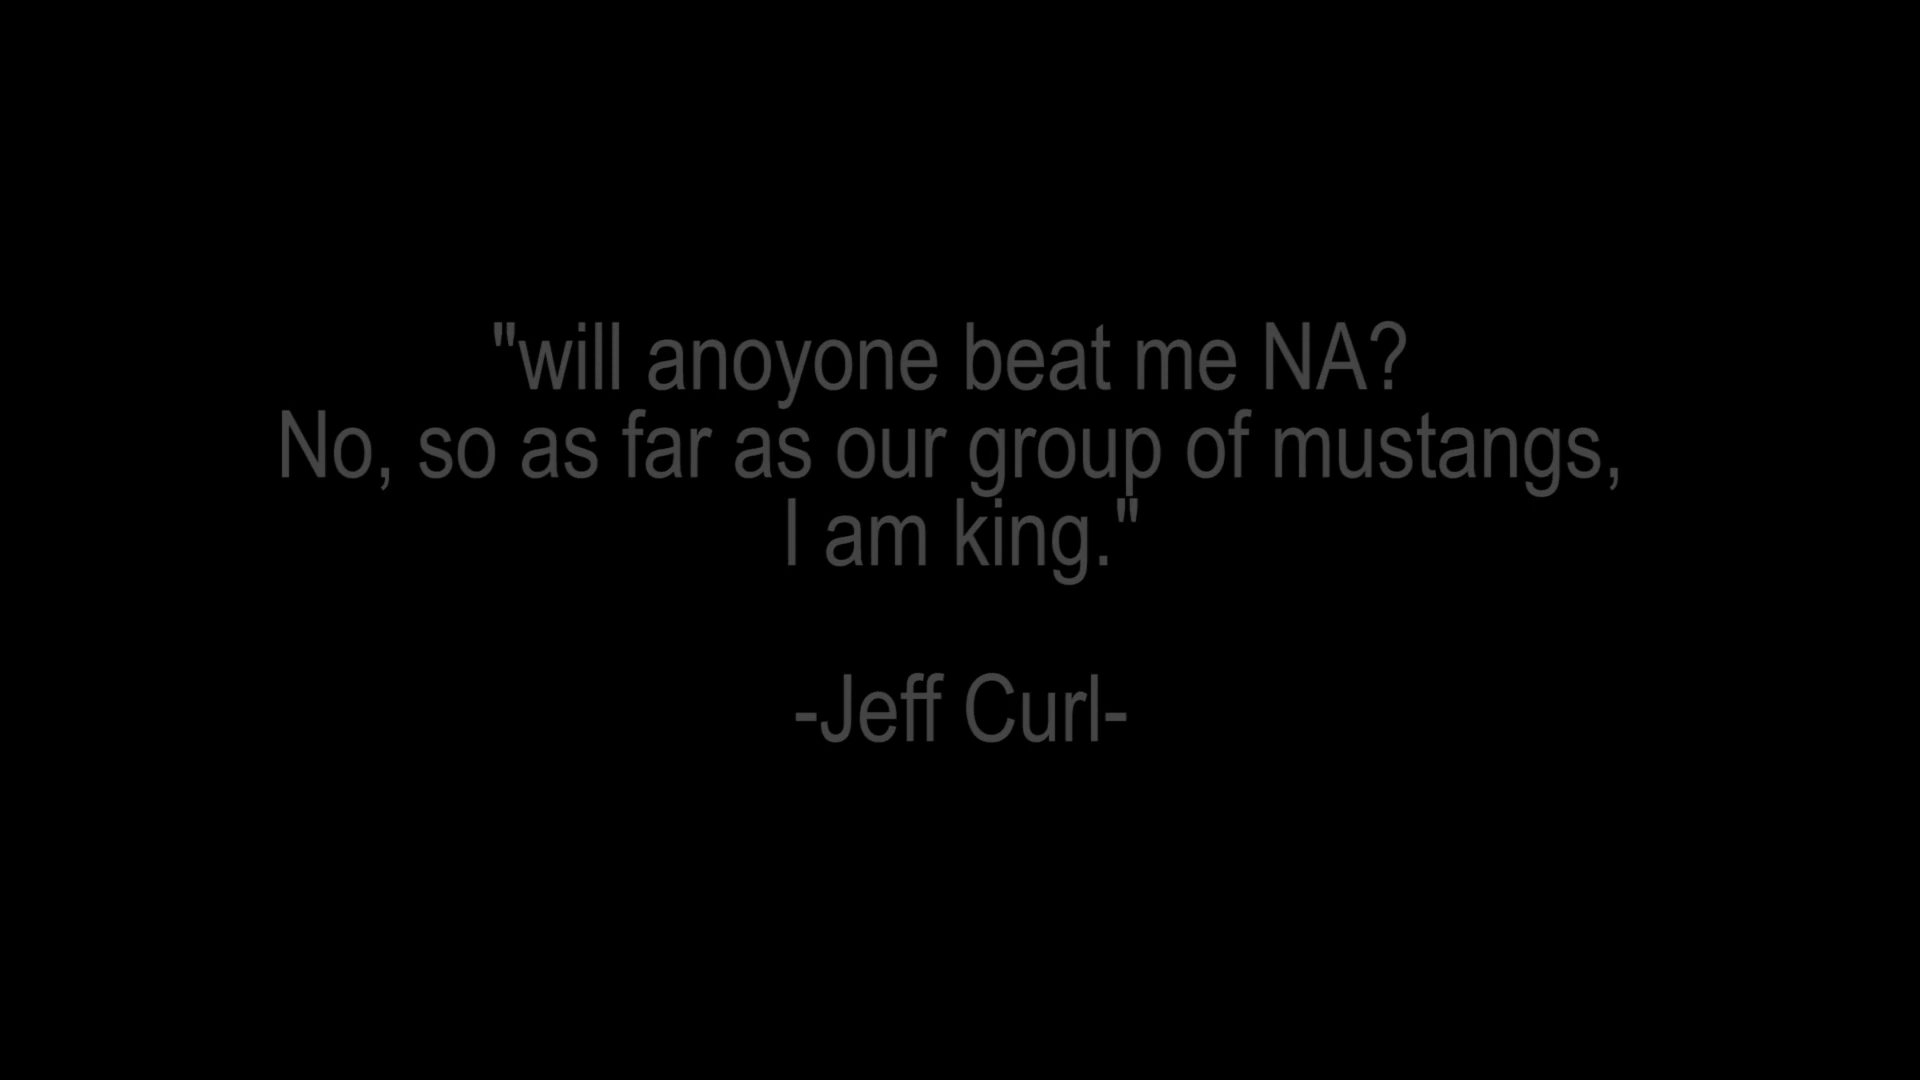 "will anoyone beat me NA?
No, so as far as our group of mustangs,
I am king."
-Jeff Curl-